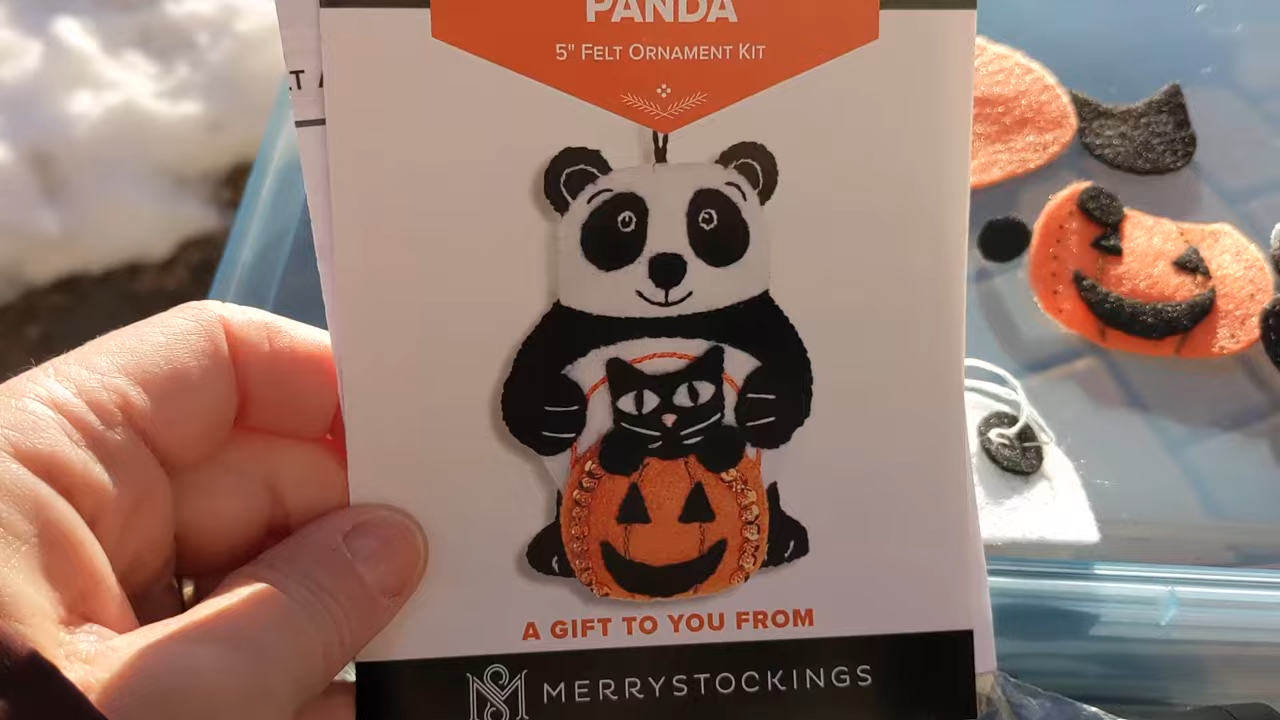 PANDA
5" FELT ORNAMENT KIT
A GIFT TO YOU FROM
MERRYSTOCKINGS